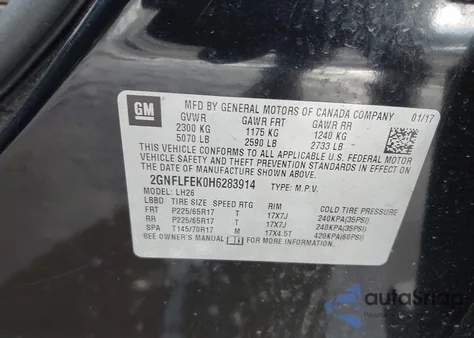 GM
MFD BY GENERAL MOTORS OF CANADA COMPANY 01/17
GVWR GAWR FRT GAWR RR
2300 KG 1175 KG 1240 KG
5070 LB 2590 LB 2733 LB
THIS VEHICLE CONFORMS TO ALL APPLICABLE U.S. FEDERAL MOTOR VEHICLE
SAFETY AND THEFT PREVENTION STANDARDS IN EFFECT ON THE DATE OF
MANUFACTURE SHOWN ABOVE.
2GNFLFEK0H6283914 TYPE: M.P.V.
MODEL: LH26
LBBD TIRE SIZE SPEED RTG RIM COLD TIRE PRESSURE
FRT P225/65R17 T 17X7J 240KPA(35PSI)
RR P225/65R17 T 17X7J 240KPA(35PSI)
SPA T145/70R17 M 17X4.5T 420KPA(60PSI)
SEE OWNER'S MANUAL FOR ADDITIONAL INFORMATION.
autoSnap